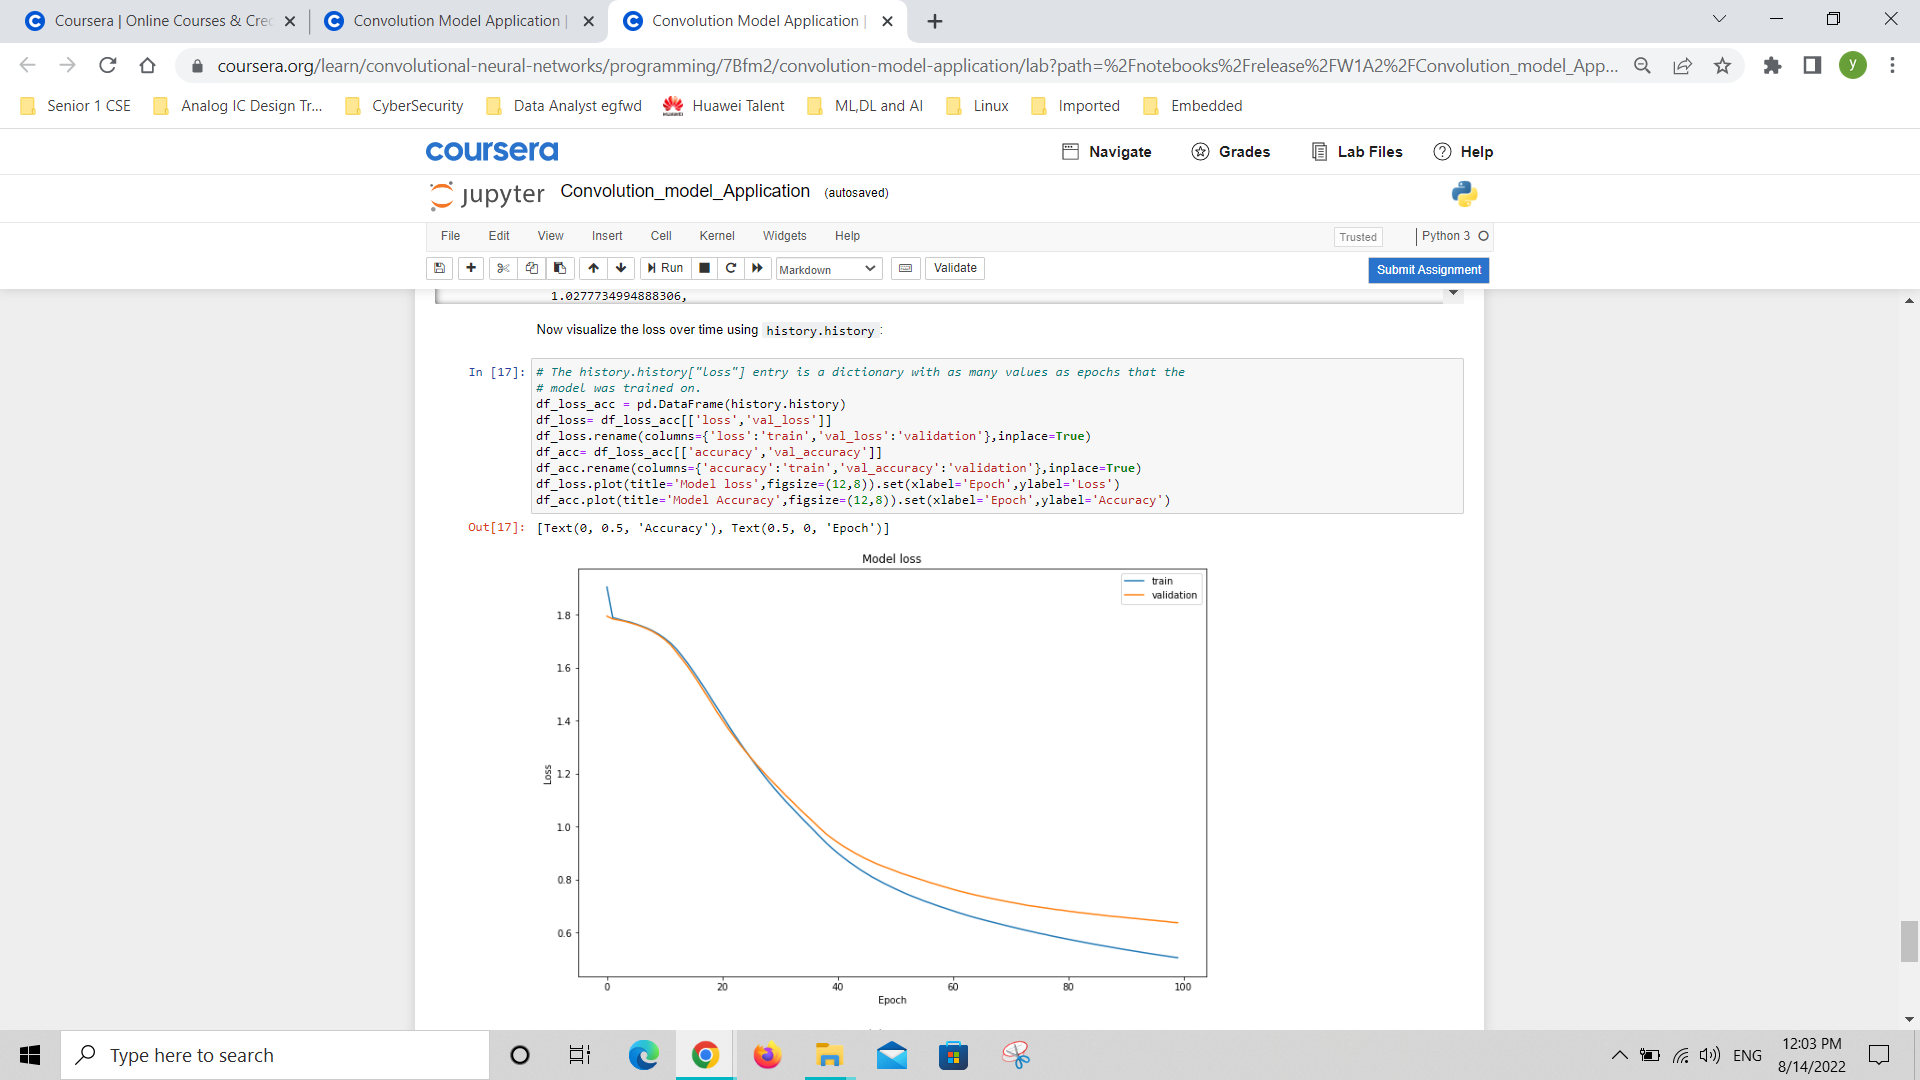 Coursera | Online Courses & Cre
Convolution Model Application |
Convolution Model Application |
coursera.org/learn/convolutional-neural-networks/programming/7Bfm2/convolution-model-application/lab?path=%2Fnotebooks%2Frelease%2FW1A2%2FConvolution_model_App...
y
Senior 1 CSE
Analog IC Design Tr...
CyberSecurity
Data Analyst egfwd
Huawei Talent
ML,DL and AI
Linux
Imported
Embedded
coursera
Navigate
Grades
Lab Files
Help
jupyter Convolution_model_Application (autosaved)
File Edit View Insert Cell Kernel Widgets Help
Trusted
Python 3
Run
Markdown
Validate
Submit Assignment
1.0277734994888306,
Now visualize the loss over time using history.history :
In [17]: # The history.history["loss"] entry is a dictionary with as many values as epochs that the
# model was trained on.
df_loss_acc = pd.DataFrame(history.history)
df_loss= df_loss_acc[['loss','val_loss']]
df_loss.rename(columns={'loss':'train','val_loss':'validation'},inplace=True)
df_acc= df_loss_acc[['accuracy','val_accuracy']]
df_acc.rename(columns={'accuracy':'train','val_accuracy':'validation'},inplace=True)
df_loss.plot(title='Model loss',figsize=(12,8)).set(xlabel='Epoch',ylabel='Loss')
df_acc.plot(title='Model Accuracy',figsize=(12,8)).set(xlabel='Epoch',ylabel='Accuracy')
Out[17]: [Text(0, 0.5, 'Accuracy'), Text(0.5, 0, 'Epoch')]
Model loss
train
validation
1.8
1.6
1.4
1.2
1.0
0.8
0.6
Loss
0 20 40 60 80 100
Epoch
Type here to search
ENG
12:03 PM
8/14/2022